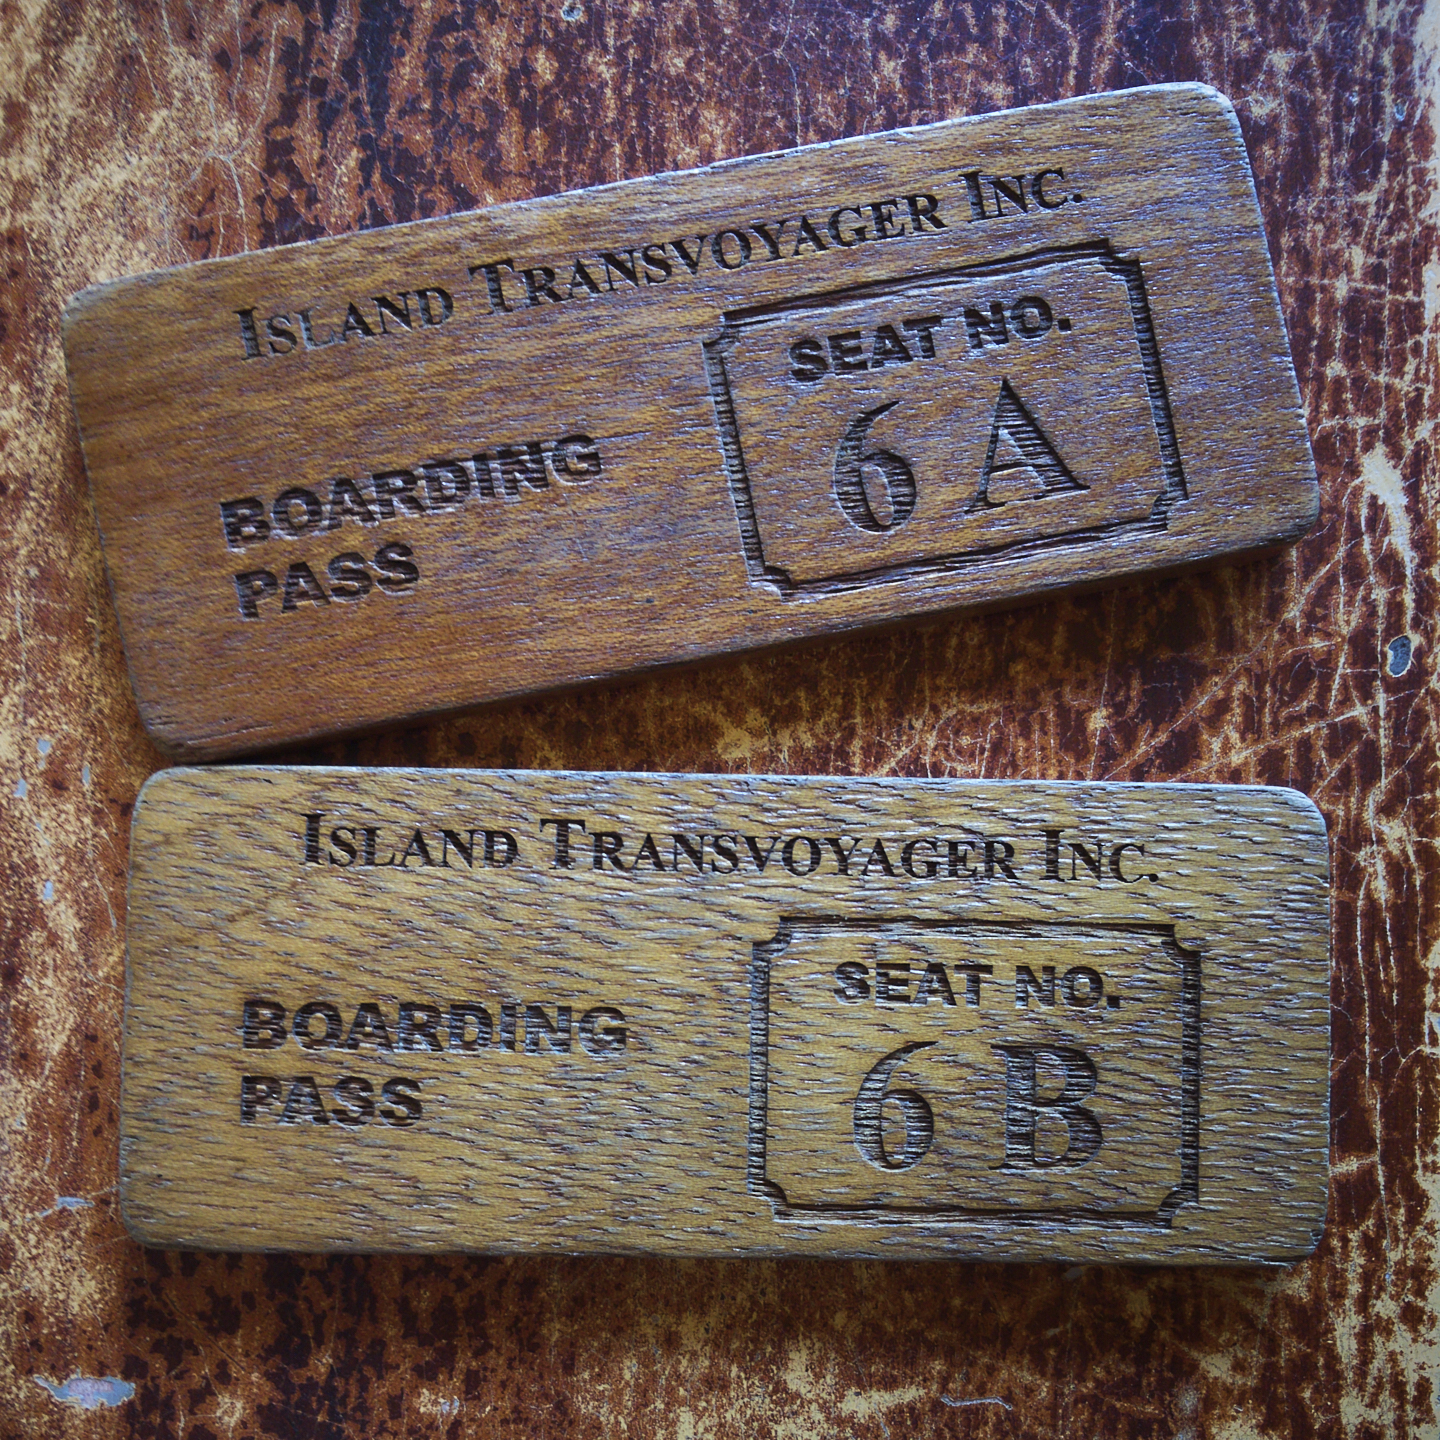 ISLAND TRANSVOYAGER INC.
SEAT NO.
6 A
BOARDING
PASS
ISLAND TRANSVOYAGER INC.
SEAT NO.
6 B
BOARDING
PASS